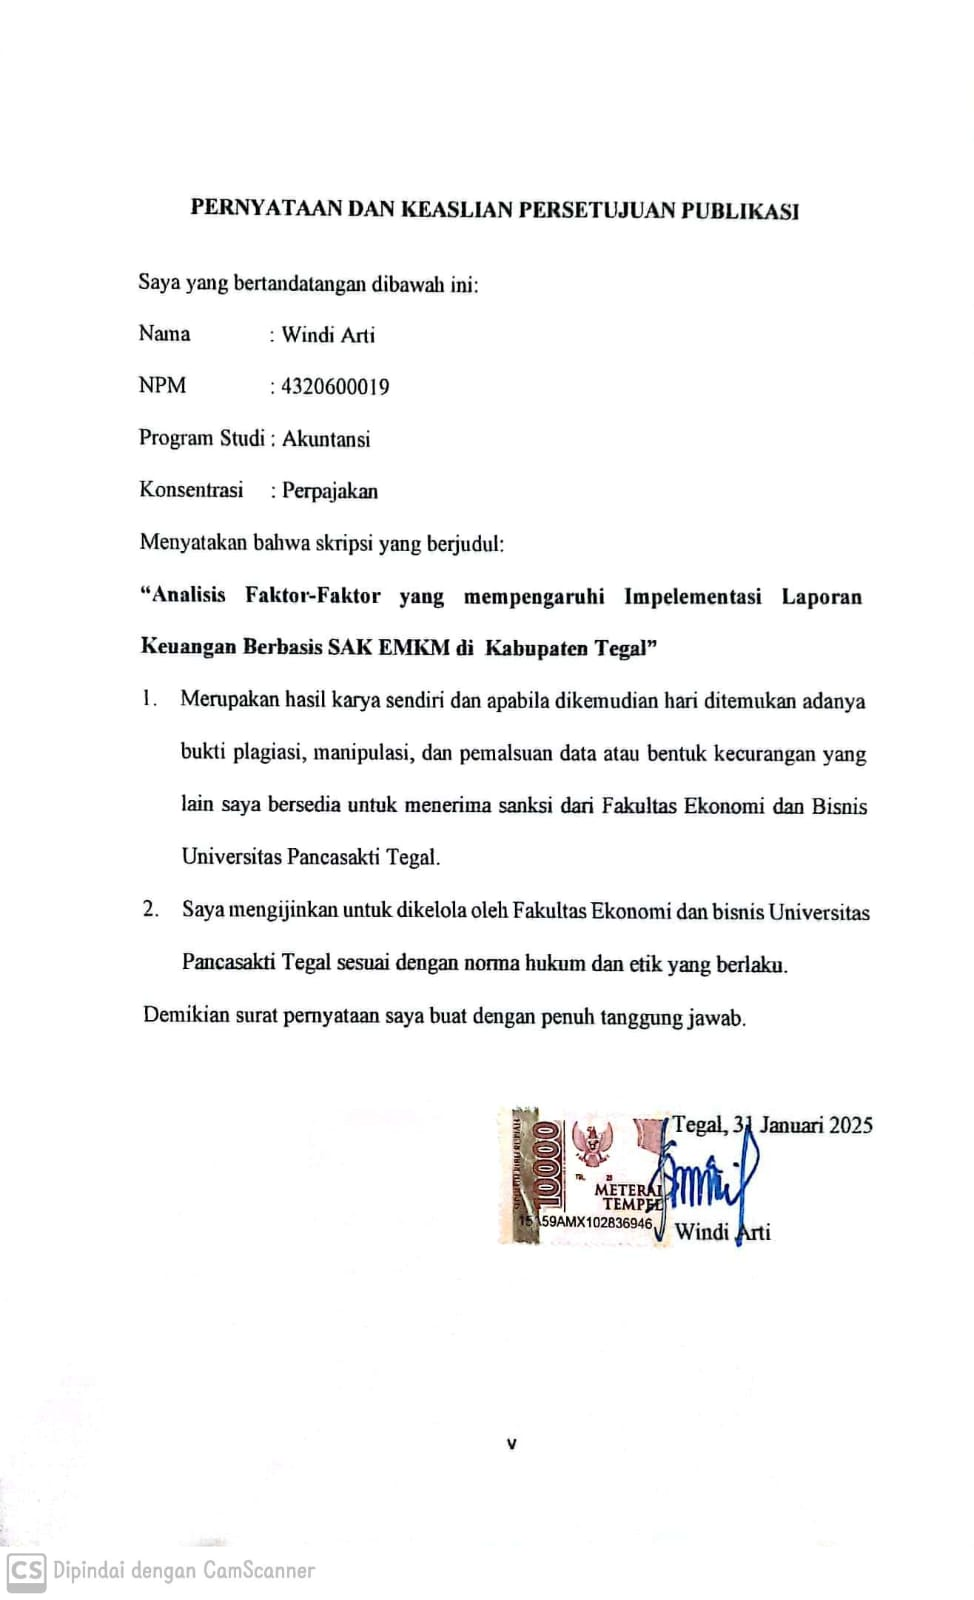 PERNYATAAN DAN KEASLIAN PERSETUJUAN PUBLIKASI
Saya yang bertandatangan dibawah ini:
Nama : Windi Arti
NPM : 4320600019
Program Studi : Akuntansi
Konsentrasi : Perpajakan
Menyatakan bahwa skripsi yang berjudul:
“Analisis Faktor-Faktor yang mempengaruhi Impelementasi Laporan
Keuangan Berbasis SAK EMKM di Kabupaten Tegal”
1. Merupakan hasil karya sendiri dan apabila dikemudian hari ditemukan adanya
bukti plagiasi, manipulasi, dan pemalsuan data atau bentuk kecurangan yang
lain saya bersedia untuk menerima sanksi dari Fakultas Ekonomi dan Bisnis
Universitas Pancasakti Tegal.
2. Saya mengijinkan untuk dikelola oleh Fakultas Ekonomi dan bisnis Universitas
Pancasakti Tegal sesuai dengan norma hukum dan etik yang berlaku.
Demikian surat pernyataan saya buat dengan penuh tanggung jawab.
Tegal, 31 Januari 2025
10000
METERAI
TEMPEL
Windi Arti
v
CS Dipindai dengan CamScanner